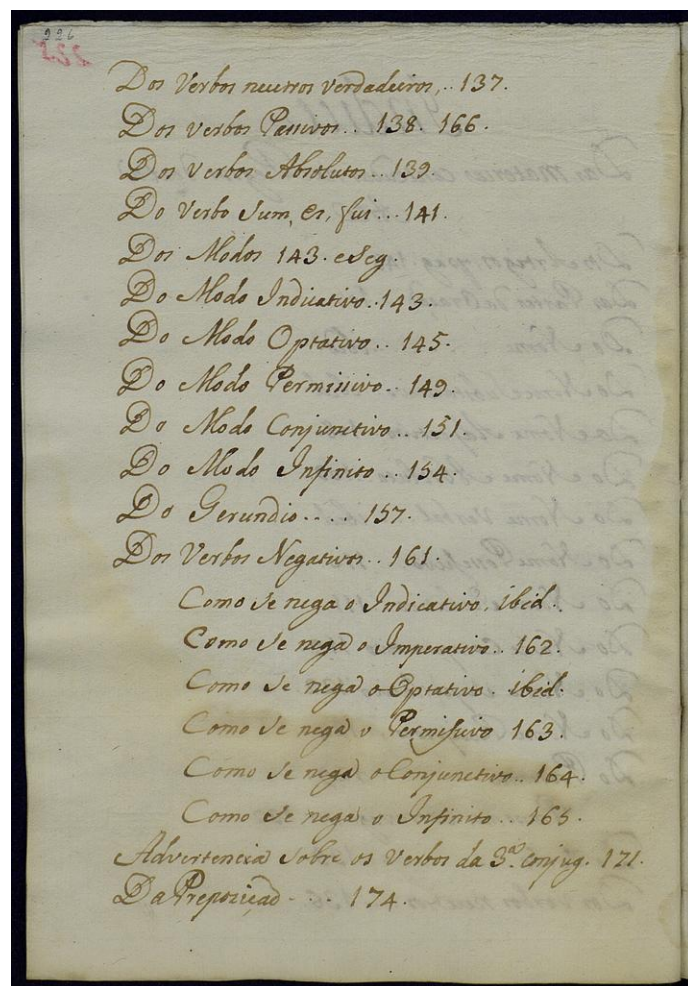 226
225
Dos Verbos neutros verdadeiros,.. 137.
Dos Verbos Passivos.. 138. 166.
Dos Verbos Absolutos.. 139.
Do Verbo Sum, es, fui... 141.
Dos Modos 143. e Seg.
Do Modo Indicativo.. 143.
Do Modo Optativo.. 145.
Do Modo Permissivo.. 149.
Do Modo Conjunctivo.. 151.
Do Modo Infinito.. 154.
Do Gerundio.... 157.
Dos Verbos Negativos.. 161.
Como se nega o Indicativo. ibid.
Como se nega o Imperativo.. 162.
Como se nega o Optativo. ibid.
Como se nega o Permissivo 163.
Como se nega o Conjunctivo.. 164.
Como se nega o Infinito.. 165.
Advertencia sobre os Verbos da 3ª. conjug. 171.
Da Prepozição.... 174.